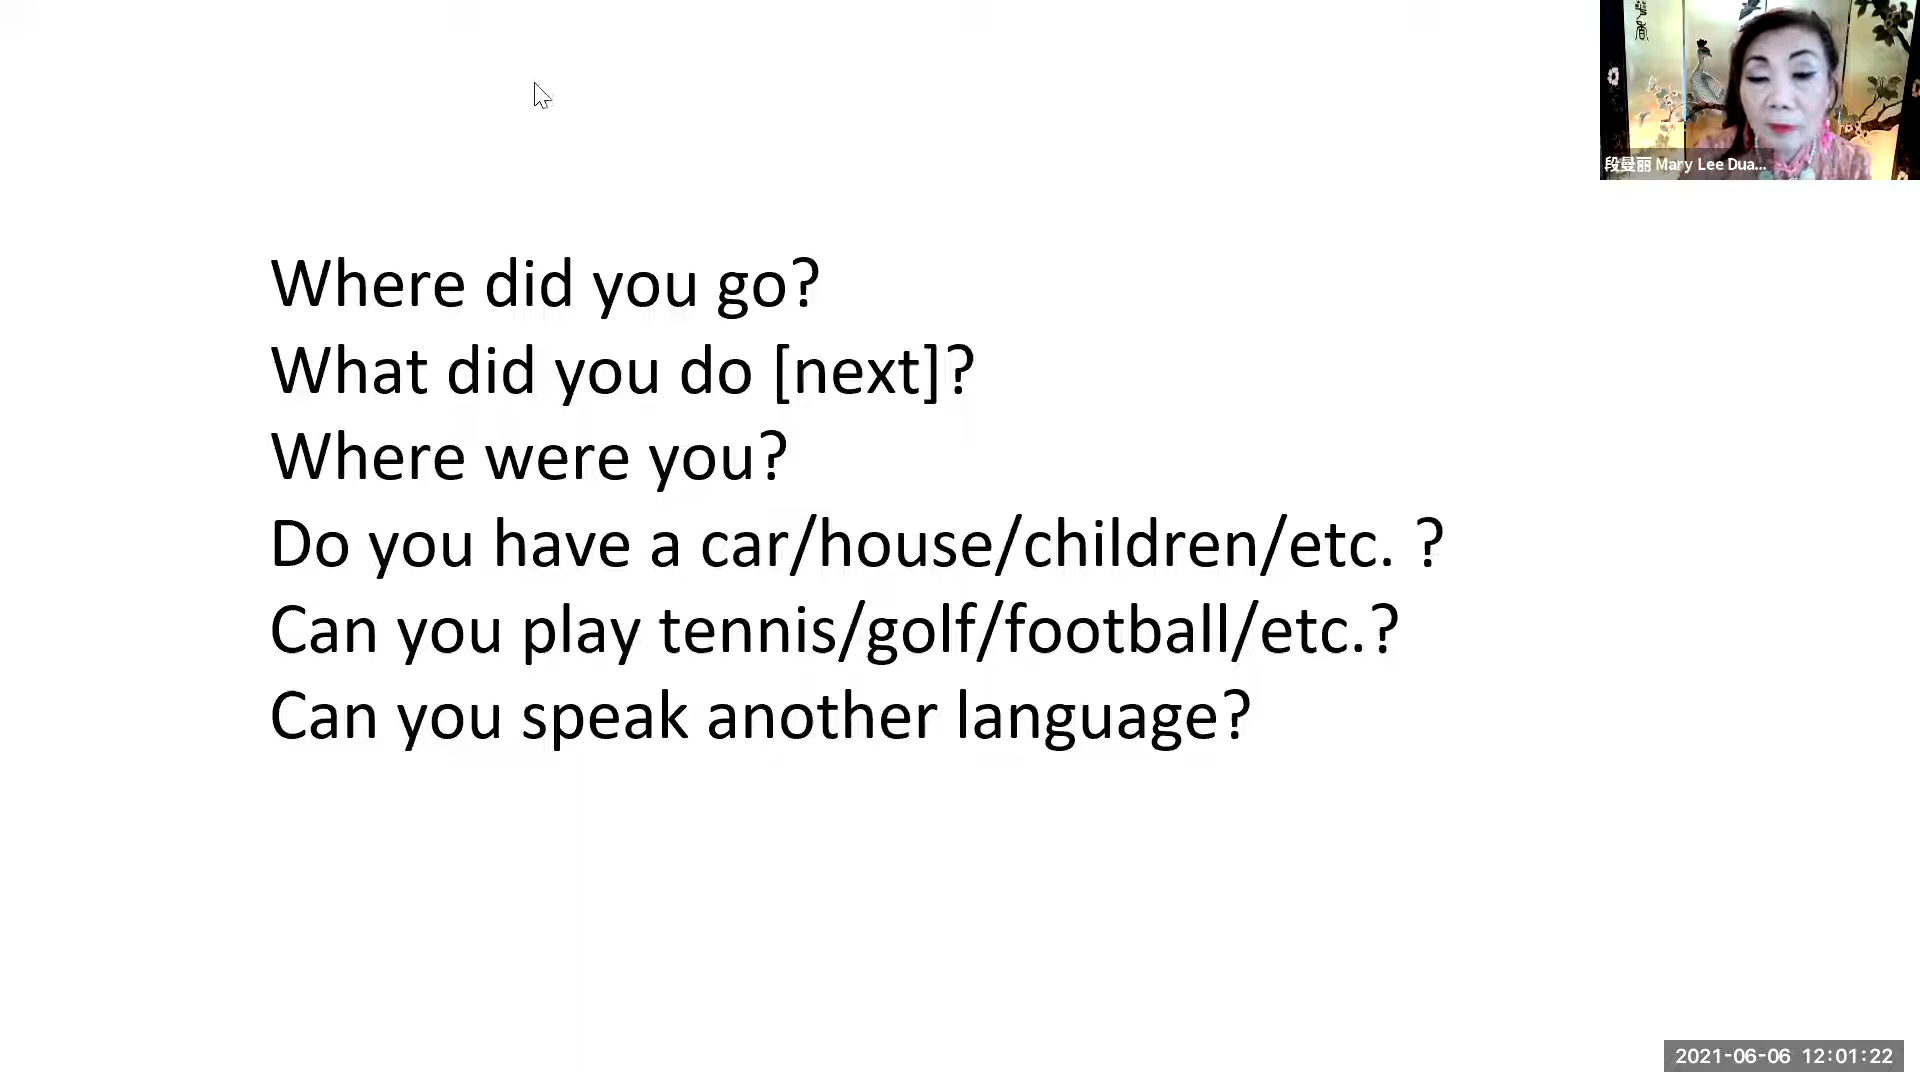 段曼丽 Mary Lee Dua...
Where did you go?
What did you do [next]?
Where were you?
Do you have a car/house/children/etc. ?
Can you play tennis/golf/football/etc.?
Can you speak another language?
2021-06-06 12:01:22